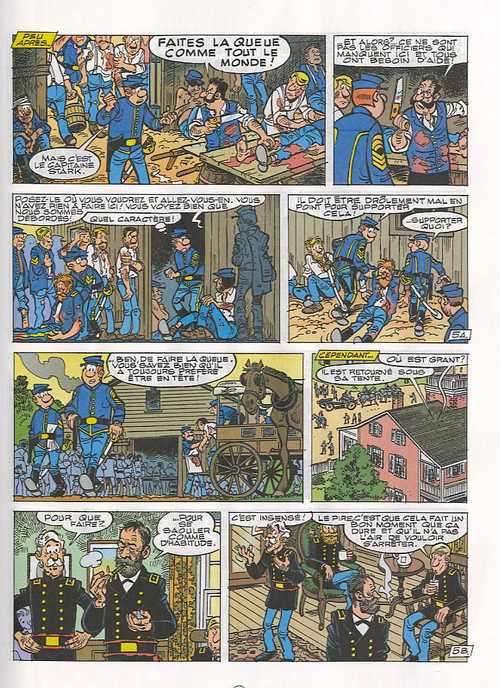 PEU
APRÈS...
FAITES LA QUEUE
COMME TOUT LE
MONDE!
MAIS C'EST
LE CAPITAINE
STARK.
ET ALORS? CE NE SONT
PAS LES OFFICIERS QUI
MANQUENT ICI ET TOUS
ONT BESOIN D'AIDE!
POSEZ-LE OÙ VOUS VOUDREZ ET ALLEZ-VOUS-EN. VOUS
N'AVEZ RIEN À FAIRE ICI! VOUS VOYEZ BIEN QUE
NOUS SOMMES
DÉBORDÉS!
QUEL CARACTÈRE!
IL DOIT ÊTRE DRÔLEMENT MAL EN
POINT POUR SUPPORTER
CELA!
...SUPPORTER
QUOI?
5A
...BEN, DE FAIRE LA QUEUE.
VOUS SAVEZ BIEN QU'IL
A TOUJOURS PRÉFÉRÉ
ÊTRE EN TÊTE!
CEPENDANT...
OÙ EST GRANT?
IL EST RETOURNÉ SOUS
SA TENTE.
POUR QUE
FAIRE?
...POUR
SE
SAOULER
COMME
D'HABITUDE.
C'EST INSENSÉ!
LE PIRE, C'EST QUE CELA FAIT UN
BON MOMENT QUE ÇA
DURE ET QU'IL N'A PAS
L'AIR DE VOULOIR
S'ARRÊTER.
5B